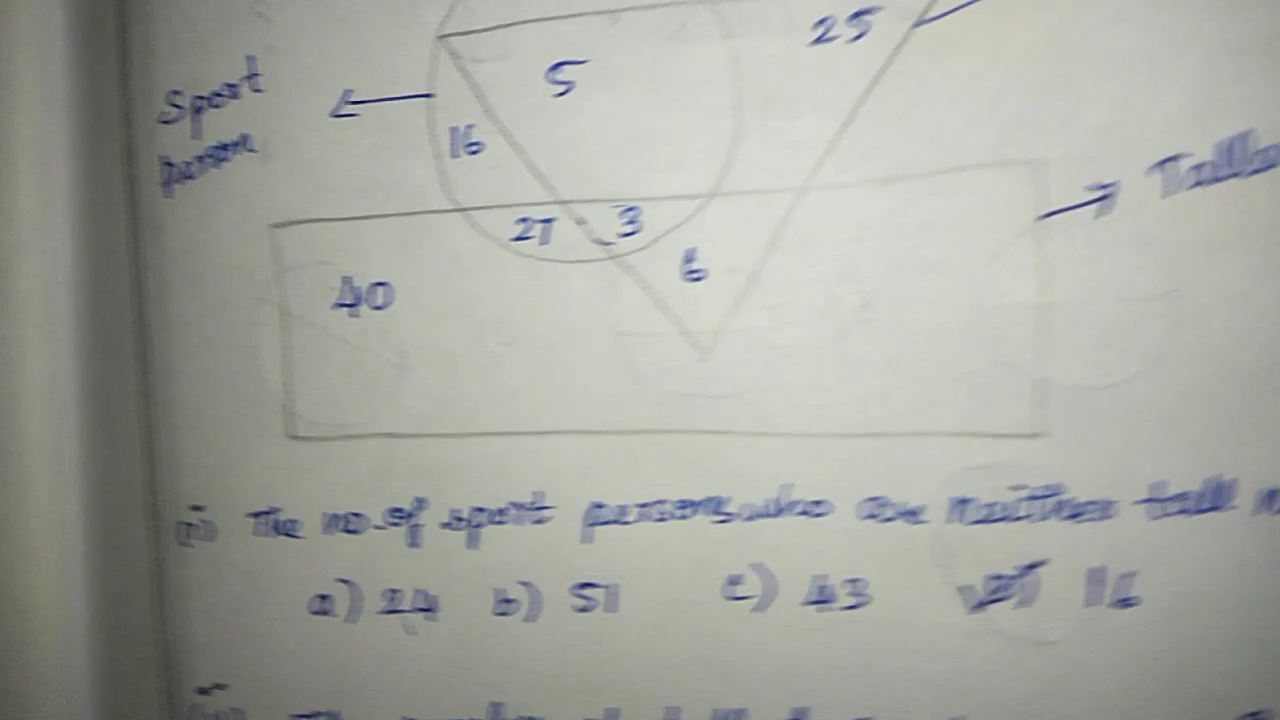 25
5
Sport
person
16
27 3
6
40
(i) The no.of sport persons who are neither tall
a) 24 b) 51 c) 43 16